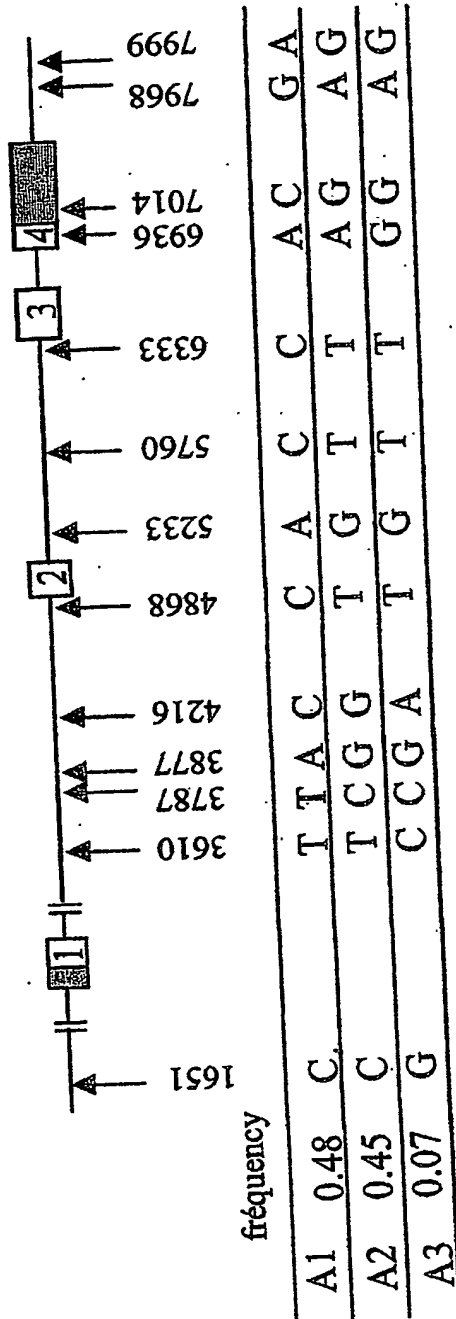 1 2 3 4
1651 3610 3787 3877 4216 4868 5233 5760 6333 6936 7014 7968 7999
fréquency
A1 0.48 C T T A C C A C C A C G A
A2 0.45 C T C G G T G T T A G A G
A3 0.07 G C C G A T G T T G G A G